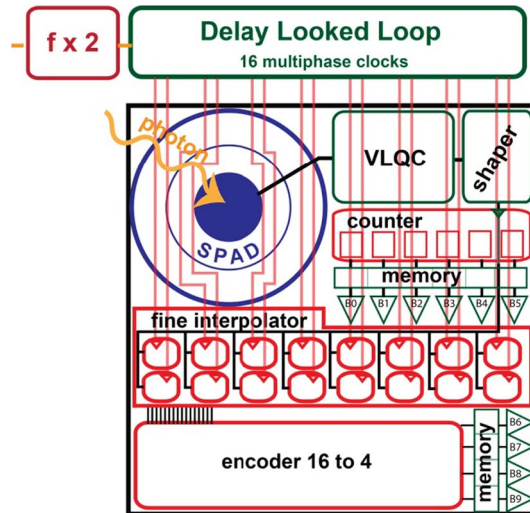 f x 2
Delay Looked Loop
16 multiphase clocks
photon
SPAD
VLQC
shaper
counter
memory
B0 B1 B2 B3 B4 B5
fine interpolator
encoder 16 to 4
memory
B6
B7
B8
B9